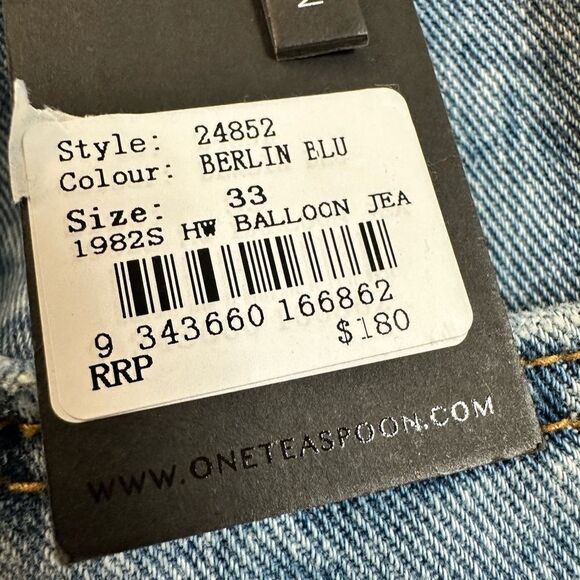 Style: 24852
Colour: BERLIN BLU
Size: 33
1982S HW BALLOON JEA
9 343660 166862
RRP $180
WWW.ONETEASPOON.COM